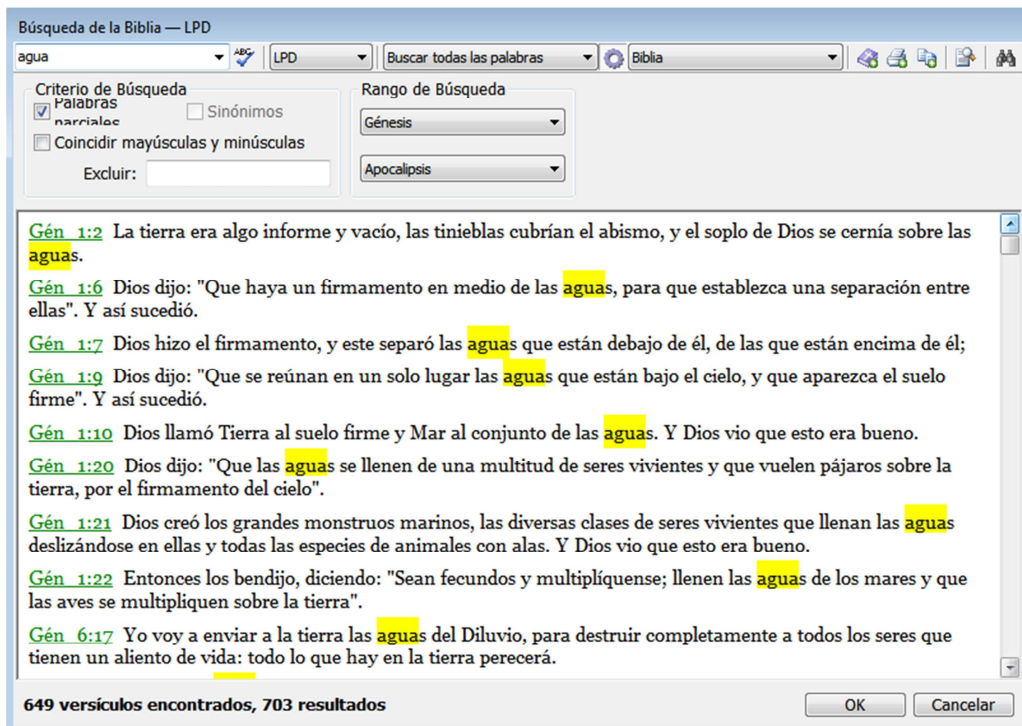 Búsqueda de la Biblia — LPD
agua ABC LPD Buscar todas las palabras Biblia
Criterio de Búsqueda Rango de Búsqueda
Palabras parciales Sinónimos Génesis
Coincidir mayúsculas y minúsculas
Excluir: Apocalipsis
Gén 1:2 La tierra era algo informe y vacío, las tinieblas cubrían el abismo, y el soplo de Dios se cernía sobre las
aguas.
Gén 1:6 Dios dijo: "Que haya un firmamento en medio de las aguas, para que establezca una separación entre
ellas". Y así sucedió.
Gén 1:7 Dios hizo el firmamento, y este separó las aguas que están debajo de él, de las que están encima de él;
Gén 1:9 Dios dijo: "Que se reúnan en un solo lugar las aguas que están bajo el cielo, y que aparezca el suelo
firme". Y así sucedió.
Gén 1:10 Dios llamó Tierra al suelo firme y Mar al conjunto de las aguas. Y Dios vio que esto era bueno.
Gén 1:20 Dios dijo: "Que las aguas se llenen de una multitud de seres vivientes y que vuelen pájaros sobre la
tierra, por el firmamento del cielo".
Gén 1:21 Dios creó los grandes monstruos marinos, las diversas clases de seres vivientes que llenan las aguas
deslizándose en ellas y todas las especies de animales con alas. Y Dios vio que esto era bueno.
Gén 1:22 Entonces los bendijo, diciendo: "Sean fecundos y multiplíquense; llenen las aguas de los mares y que
las aves se multipliquen sobre la tierra".
Gén 6:17 Yo voy a enviar a la tierra las aguas del Diluvio, para destruir completamente a todos los seres que
tienen un aliento de vida: todo lo que hay en la tierra perecerá.
649 versículos encontrados, 703 resultados OK Cancelar